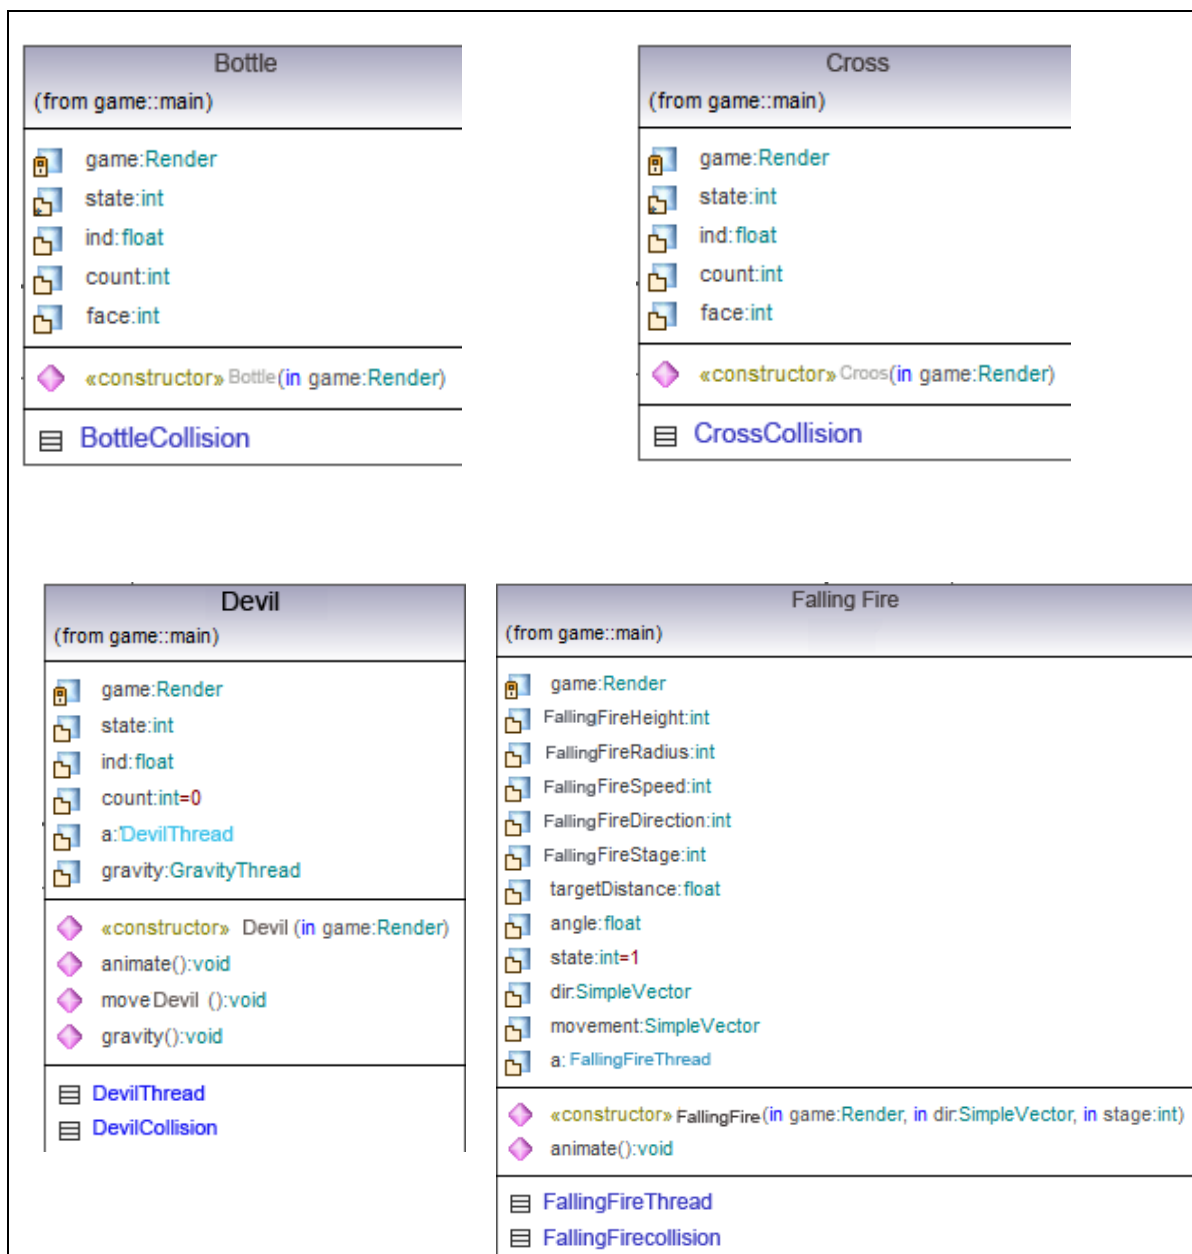 Bottle
(from game::main)
game:Render
state:int
ind:float
count:int
face:int
«constructor» Bottle(in game:Render)
BottleCollision
Cross
(from game::main)
game:Render
state:int
ind:float
count:int
face:int
«constructor» Croos(in game:Render)
CrossCollision
Devil
(from game::main)
game:Render
state:int
ind:float
count:int=0
a:'DevilThread
gravity:GravityThread
«constructor» Devil (in game:Render)
animate():void
moveDevil ():void
gravity():void
DevilThread
DevilCollision
Falling Fire
(from game::main)
game:Render
FallingFireHeight:int
FallingFireRadius:int
FallingFireSpeed:int
FallingFireDirection:int
FallingFireStage:int
targetDistance:float
angle:float
state:int=1
dir:SimpleVector
movement:SimpleVector
a: FallingFireThread
«constructor» FallingFire(in game:Render, in dir:SimpleVector, in stage:int)
animate():void
FallingFireThread
FallingFirecollision